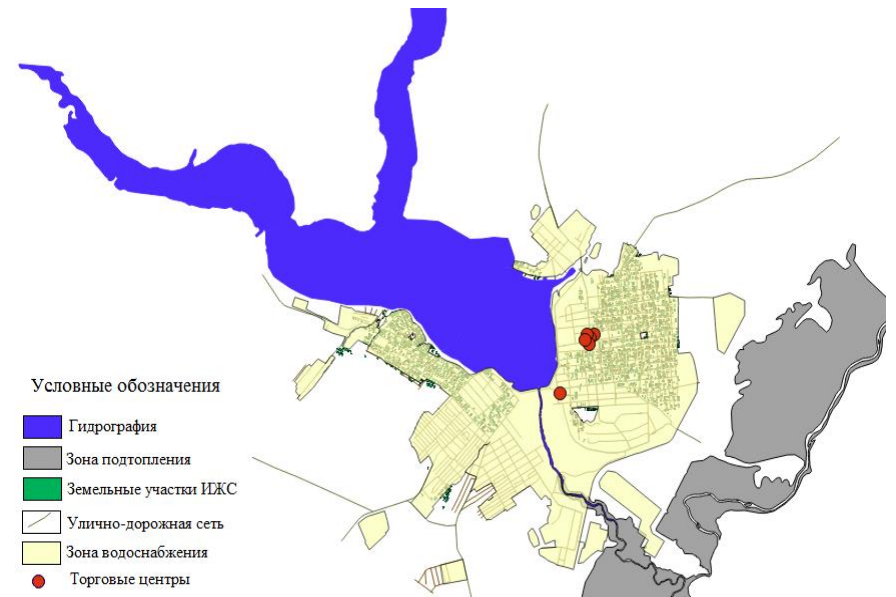 Условные обозначения
Гидрография
Зона подтопления
Земельные участки ИЖС
Улично-дорожная сеть
Зона водоснабжения
Торговые центры